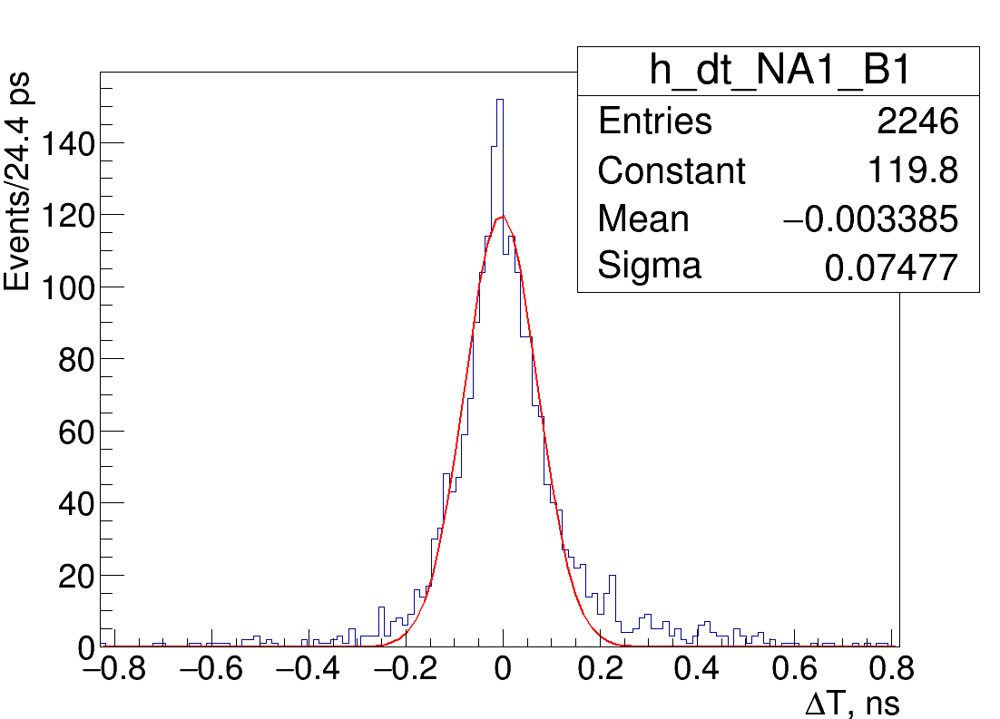 h_dt_NA1_B1
Entries 2246
Constant 119.8
Mean −0.003385
Sigma 0.07477
Events/24.4 ps
140
120
100
80
60
40
20
0
−0.8 −0.6 −0.4 −0.2 0 0.2 0.4 0.6 0.8
ΔT, ns